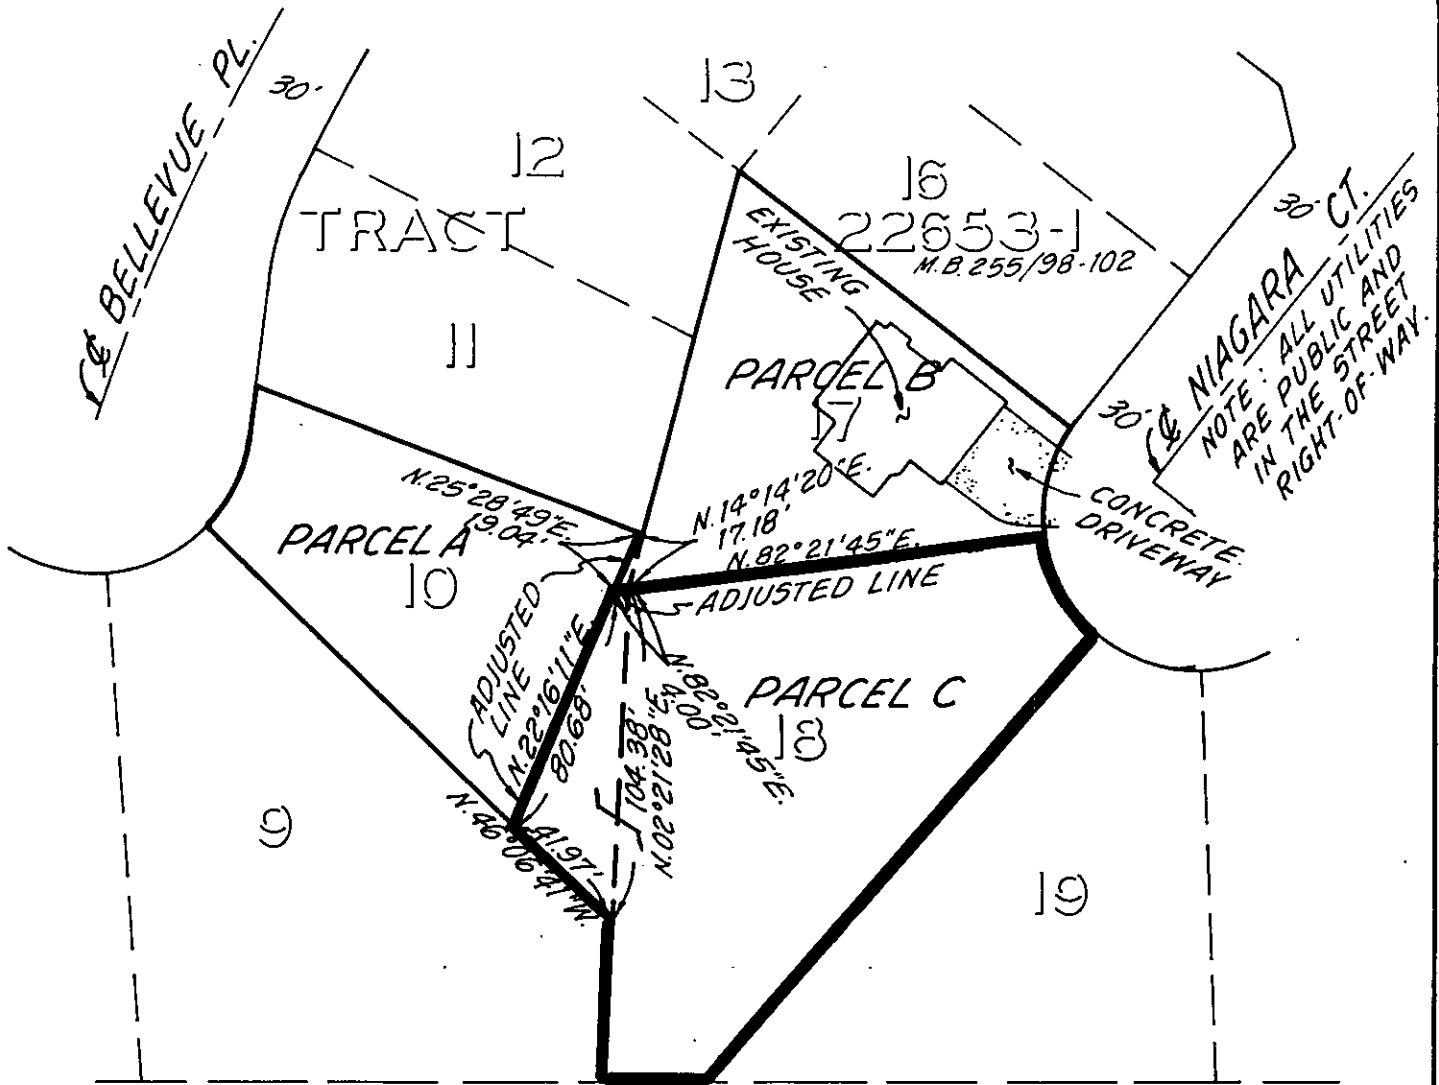 ℄ BELLEVUE PL.
30'
13
12
TRACT
16
22653-1
M.B. 255/98-102
EXISTING
HOUSE
30'
℄ NIAGARA CT.
NOTE: ALL UTILITIES
ARE PUBLIC AND
IN THE STREET
RIGHT-OF-WAY.
30'
11
PARCEL B
17
N.25°28'49"E.
19.04'
N.14°14'20"E.
17.18'
N.82°21'45"E.
ADJUSTED LINE
CONCRETE
DRIVEWAY
PARCEL A
10
ADJUSTED
LINE
N.22°16'11"E.
80.68'
104.38'
N.02°21'28"E.
N.82°21'45"E.
4.00'
PARCEL C
18
9
N.46°06'41"W.
41.97'
19